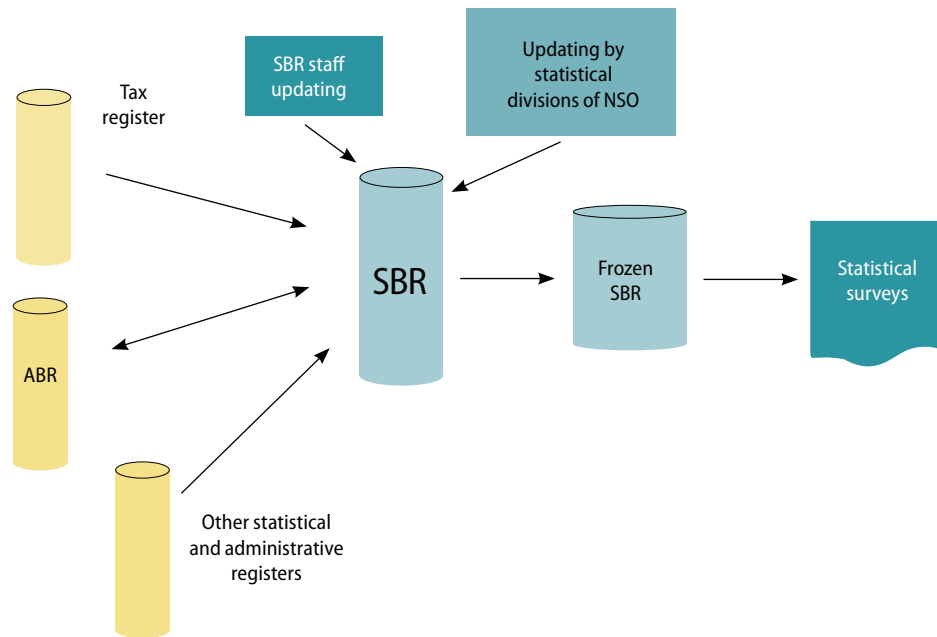 Tax
register
SBR staff
updating
Updating by
statistical
divisions of NSO
SBR
Frozen
SBR
Statistical
surveys
ABR
Other statistical
and administrative
registers